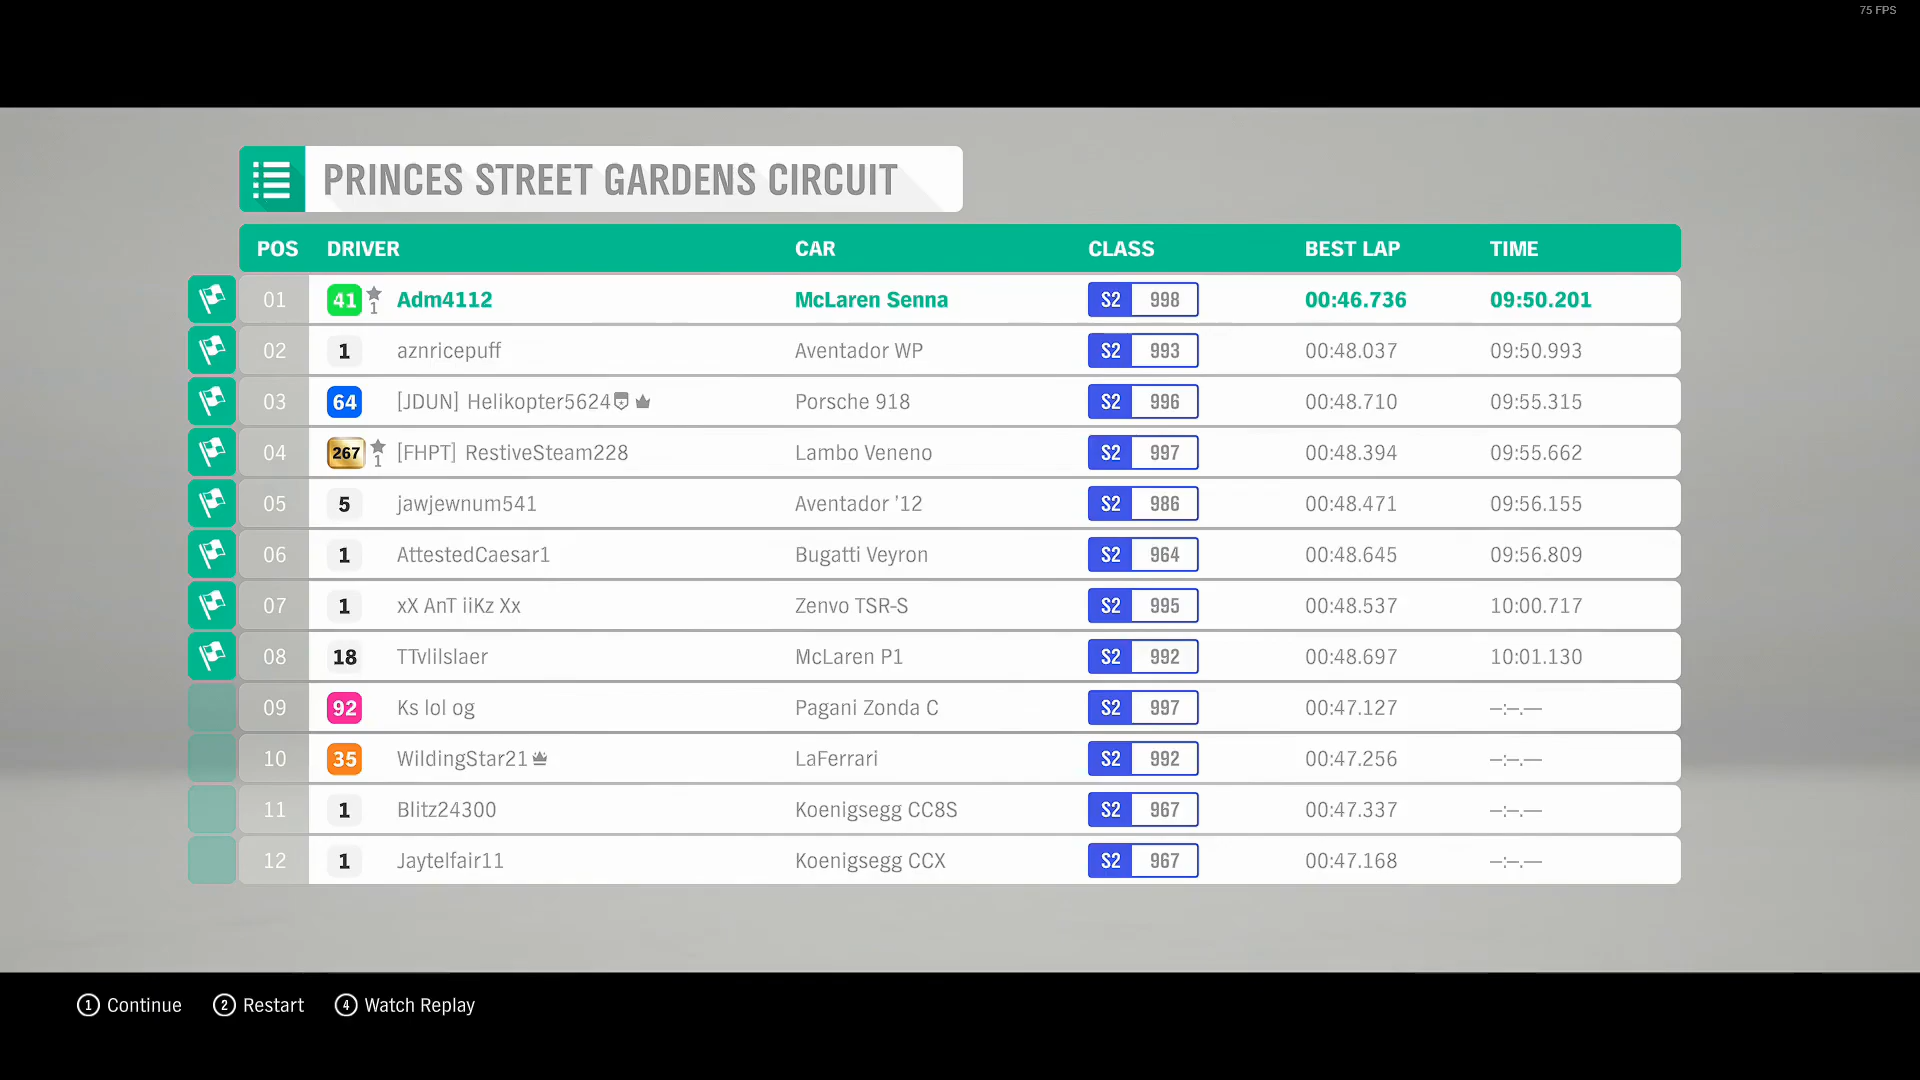 75 FPS
PRINCES STREET GARDENS CIRCUIT
POS DRIVER CAR CLASS BEST LAP TIME
01 41 1 Adm4112 McLaren Senna S2 998 00:46.736 09:50.201
02 1 aznricepuff Aventador WP S2 993 00:48.037 09:50.993
03 64 [JDUN] Helikopter5624 Porsche 918 S2 996 00:48.710 09:55.315
04 267 1 [FHPT] RestiveSteam228 Lambo Veneno S2 997 00:48.394 09:55.662
05 5 jawjewnum541 Aventador '12 S2 986 00:48.471 09:56.155
06 1 AttestedCaesar1 Bugatti Veyron S2 964 00:48.645 09:56.809
07 1 xX AnT iiKz Xx Zenvo TSR-S S2 995 00:48.537 10:00.717
08 18 TTvlilslaer McLaren P1 S2 992 00:48.697 10:01.130
09 92 Ks lol og Pagani Zonda C S2 997 00:47.127 –:–.––
10 35 WildingStar21 LaFerrari S2 992 00:47.256 –:–.––
11 1 Blitz24300 Koenigsegg CC8S S2 967 00:47.337 –:–.––
12 1 Jaytelfair11 Koenigsegg CCX S2 967 00:47.168 –:–.––
1 Continue 2 Restart 4 Watch Replay